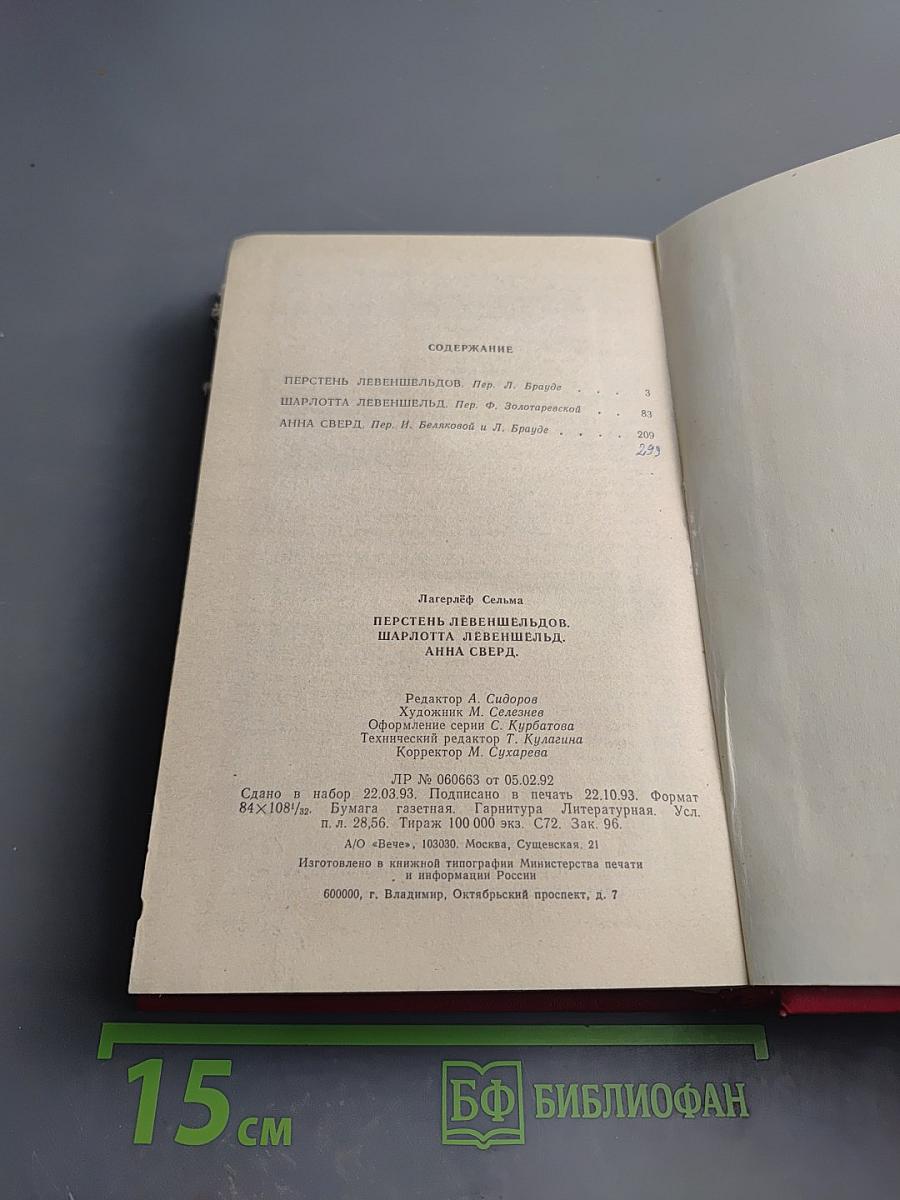 СОДЕРЖАНИЕ
ПЕРСТЕНЬ ЛЕВЕНШЕЛЬДОВ. Пер. Л. Брауде . . . 3
ШАРЛОТТА ЛЕВЕНШЕЛЬД. Пер. Ф. Золотаревской . . 83
АННА СВЕРД. Пер. И. Беляковой и Л. Брауде . . . . 209
299
Лагерлёф Сельма
ПЕРСТЕНЬ ЛЁВЕНШЁЛЬДОВ.
ШАРЛОТТА ЛЁВЕНШЁЛЬД.
АННА СВЕРД.
Редактор А. Сидоров
Художник М. Селезнев
Оформление серии С. Курбатова
Технический редактор Т. Кулагина
Корректор М. Сухарева
ЛР № 060663 от 05.02.92
Сдано в набор 22.03.93. Подписано в печать 22.10.93. Формат
84×108¹/₃₂. Бумага газетная. Гарнитура Литературная. Усл.
п. л. 28,56. Тираж 100 000 экз. С72. Зак. 96.
А/О «Вече», 103030. Москва, Сущевская, 21
Изготовлено в книжной типографии Министерства печати
и информации России
600000, г. Владимир, Октябрьский проспект, д. 7
15 см
БФ БИБЛИОФАН